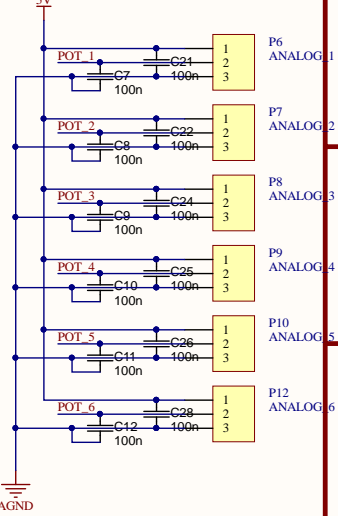 5V
P6
1
ANALOG_1
POT_1
C21
2
C7
100n
3
100n
P7
1
ANALOG_2
POT_2
C22
2
C8
100n
3
100n
P8
1
ANALOG_3
POT_3
C24
2
C9
100n
3
100n
P9
1
ANALOG_4
POT_4
C25
2
C10
100n
3
100n
P10
1
ANALOG_5
POT_5
C26
2
C11
100n
3
100n
P12
1
ANALOG_6
POT_6
C28
2
C12
100n
3
100n
AGND